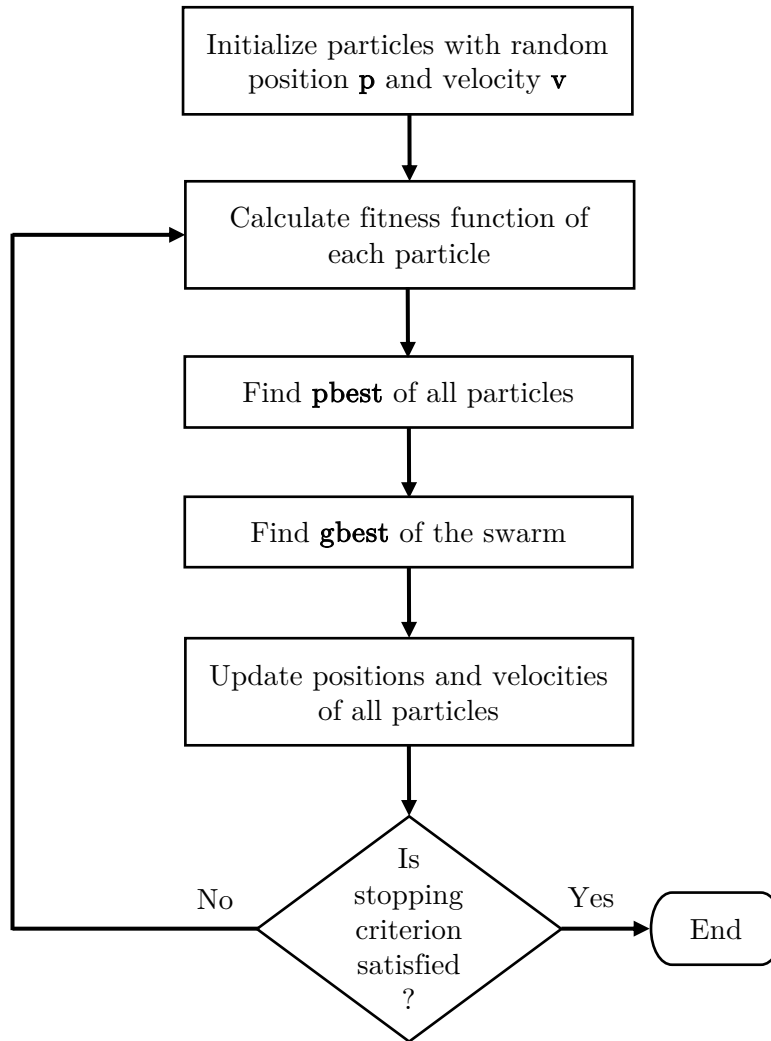 Initialize particles with random
position p and velocity v
Calculate fitness function of
each particle
Find pbest of all particles
Find gbest of the swarm
Update positions and velocities
of all particles
Is
stopping
criterion
satisfied
?
No
Yes
End